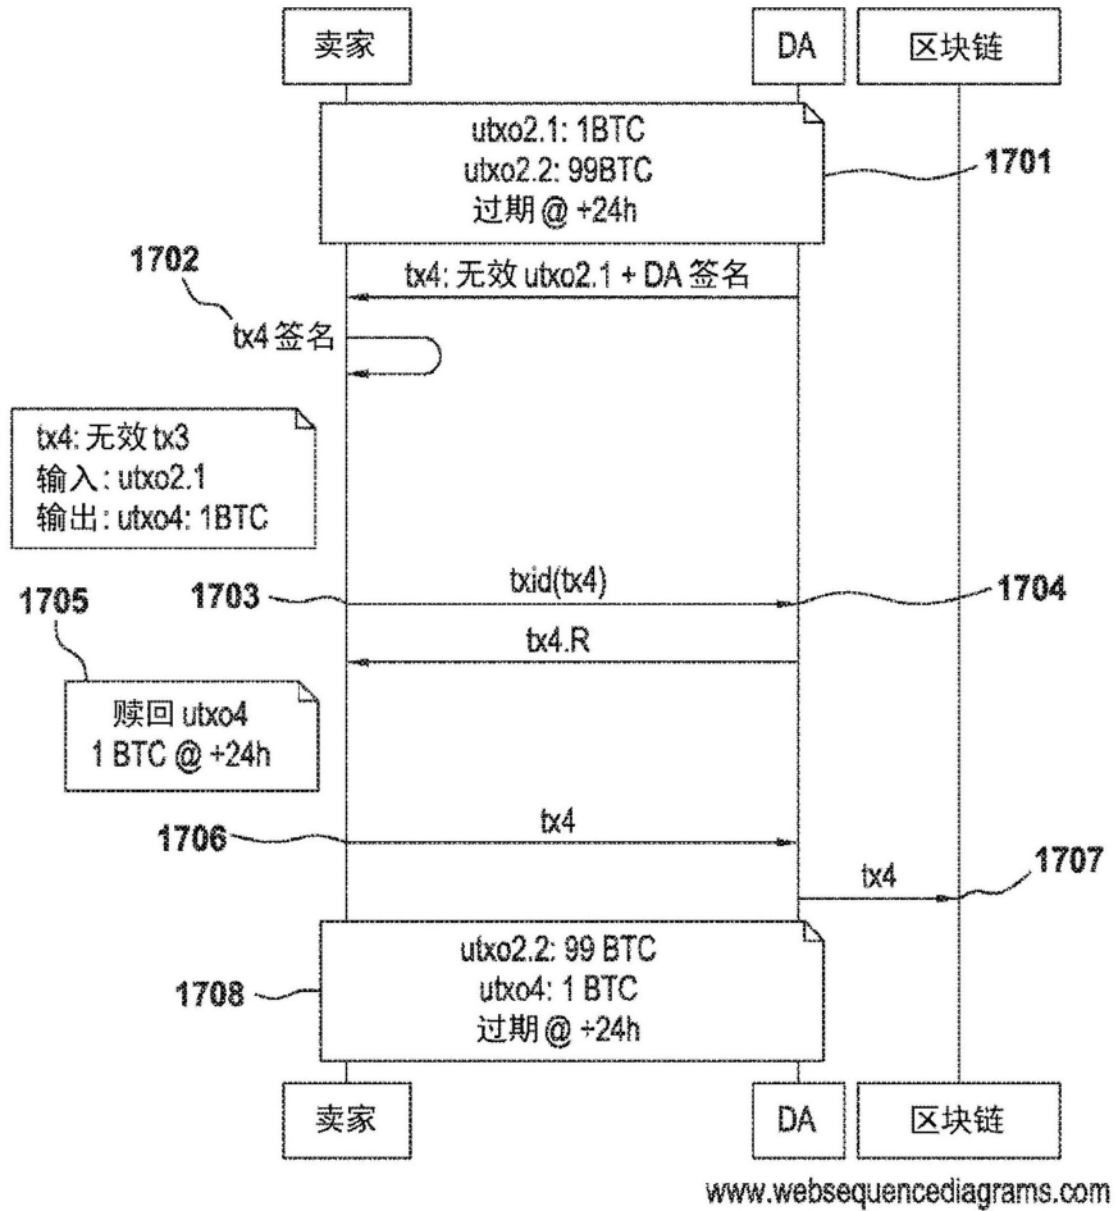 卖家
DA
区块链
utxo2.1: 1BTC
utxo2.2: 99BTC
过期 @ +24h
1701
1702
tx4: 无效 utxo2.1 + DA 签名
tx4 签名
tx4: 无效 tx3
输入: utxo2.1
输出: utxo4: 1BTC
1703
txid(tx4)
1704
1705
tx4.R
赎回 utxo4
1 BTC @ +24h
1706
tx4
tx4
1707
utxo2.2: 99 BTC
utxo4: 1 BTC
过期 @ +24h
1708
卖家
DA
区块链
www.websequencediagrams.com